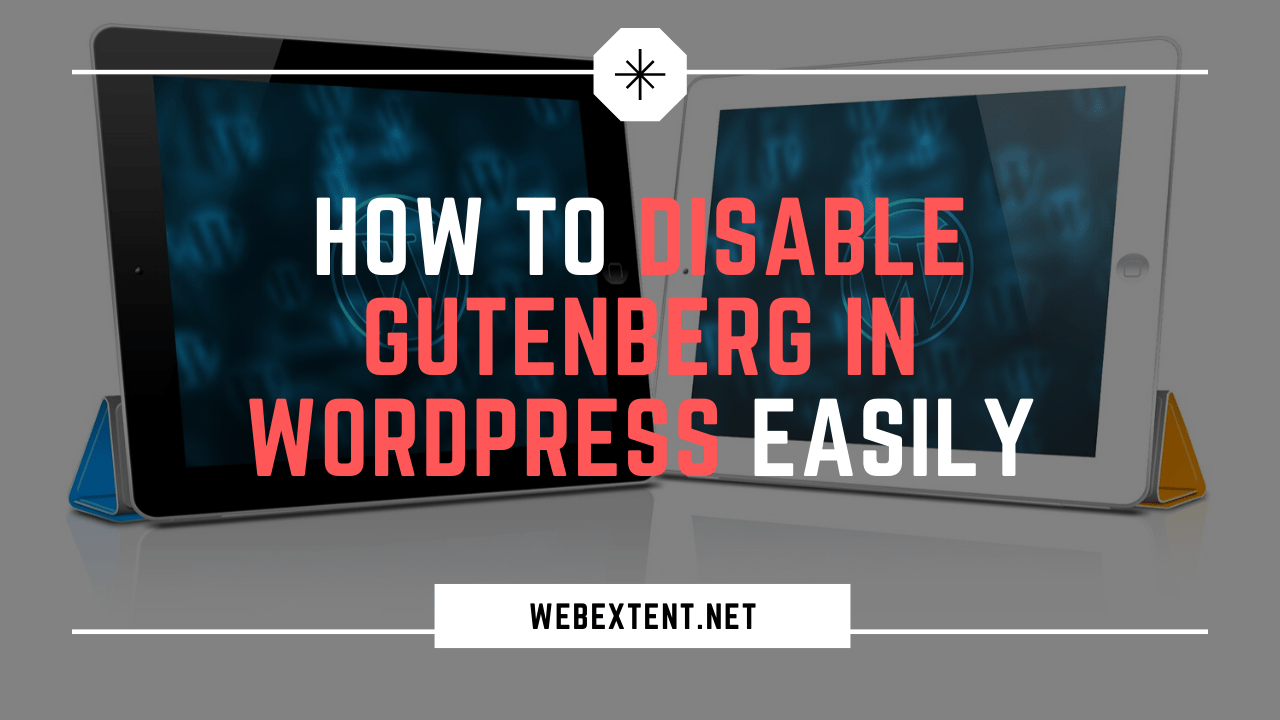 HOW TO DISABLE
GUTENBERG IN
WORDPRESS EASILY
WEBEXTENT.NET